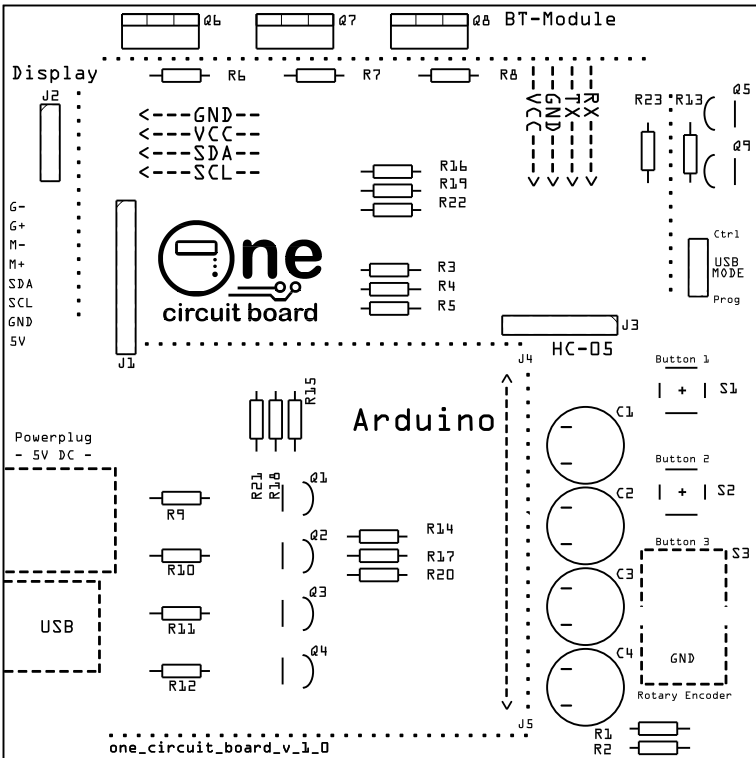 Q6
Q7
Q8
BT-Module
Display
R6
R7
R8
J2
Q5
R23
R13
GND
VCC
SDA
SCL
VCC
GND
TX
RX
Q9
R16
R19
R22
G-
G+
M-
M+
SDA
SCL
GND
5V
One
circuit board
Ctrl
USB
MODE
Prog
R3
R4
R5
J1
J3
HC-05
J4
Button 1
S1
R15
Arduino
C1
Powerplug
- 5V DC -
Button 2
S2
R21
R18
Q1
C2
R9
Q2
R14
R17
R20
Button 3
S3
R10
Q3
C3
USB
R11
Q4
C4
GND
R12
Rotary Encoder
J5
R1
R2
one_circuit_board_v_1_0